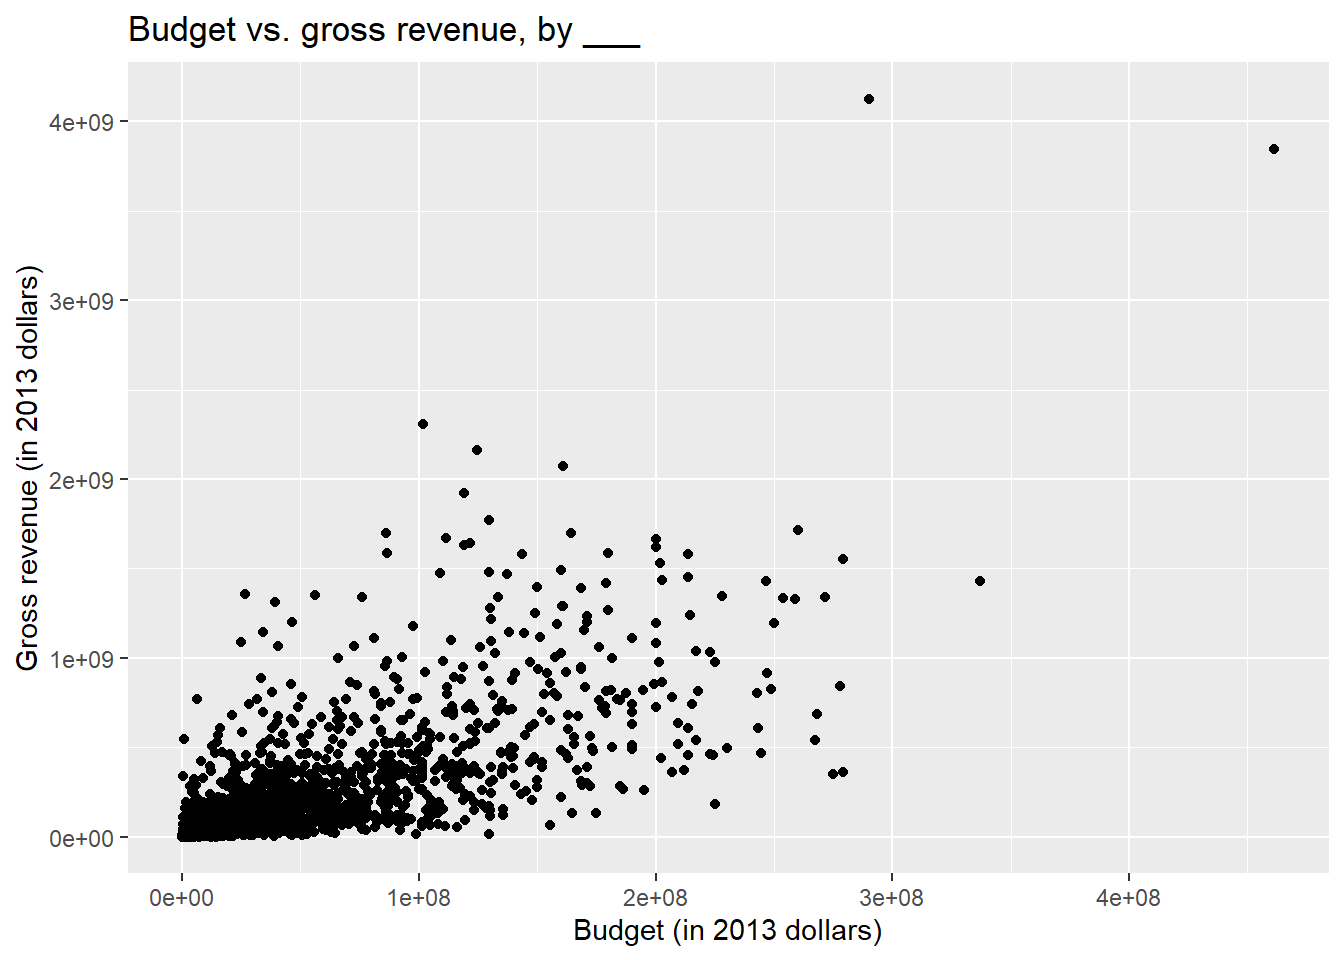 Budget vs. gross revenue, by ___
Gross revenue (in 2013 dollars)
4e+09
3e+09
2e+09
1e+09
0e+00
0e+00 1e+08 2e+08 3e+08 4e+08
Budget (in 2013 dollars)